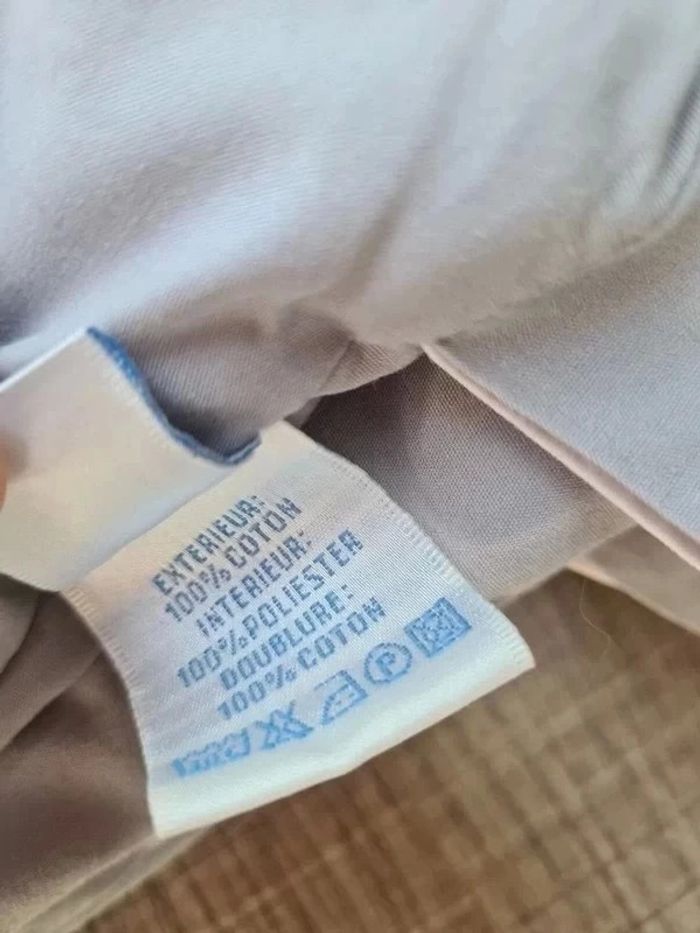 EXTERIEUR:
100% COTON
INTERIEUR:
100% POLIESTER
DOUBLURE:
100% COTON
P